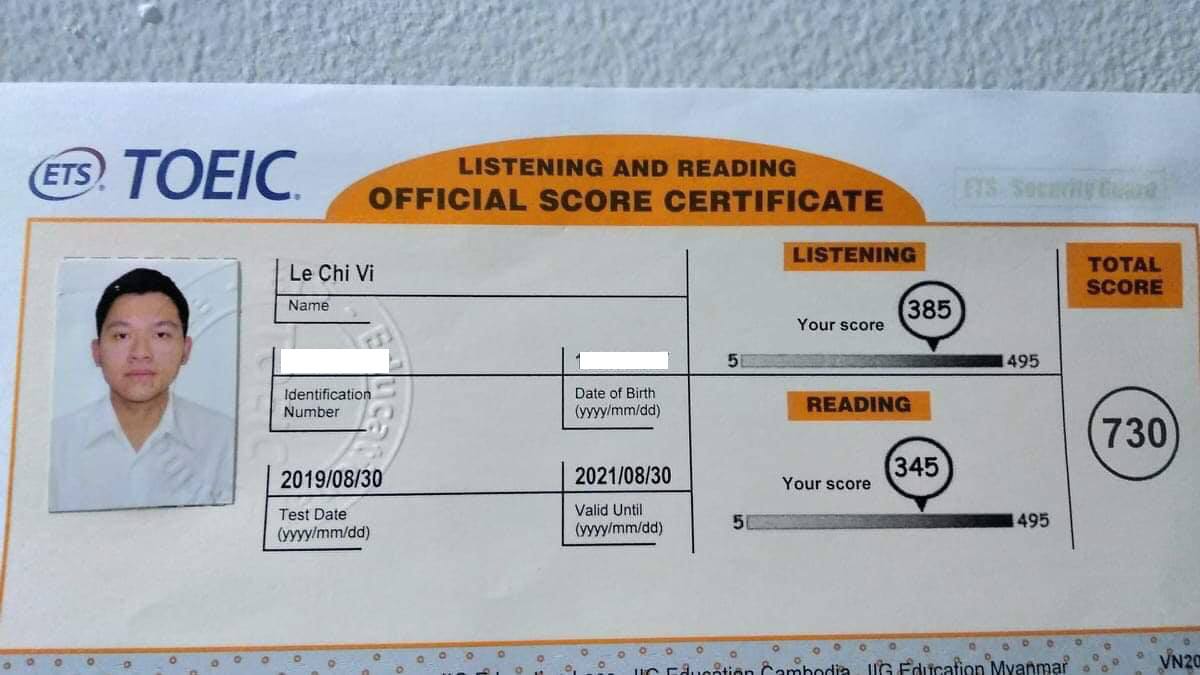 ETS® TOEIC®
LISTENING AND READING
OFFICIAL SCORE CERTIFICATE
ETS Security Guard
Le Chi Vi
Name
Identification
Number
Date of Birth
(yyyy/mm/dd)
2019/08/30
Test Date
(yyyy/mm/dd)
2021/08/30
Valid Until
(yyyy/mm/dd)
LISTENING
Your score
385
5
495
READING
Your score
345
5
495
TOTAL
SCORE
730
IIG Education Cambodia, IIG Education Myanmar
VN20